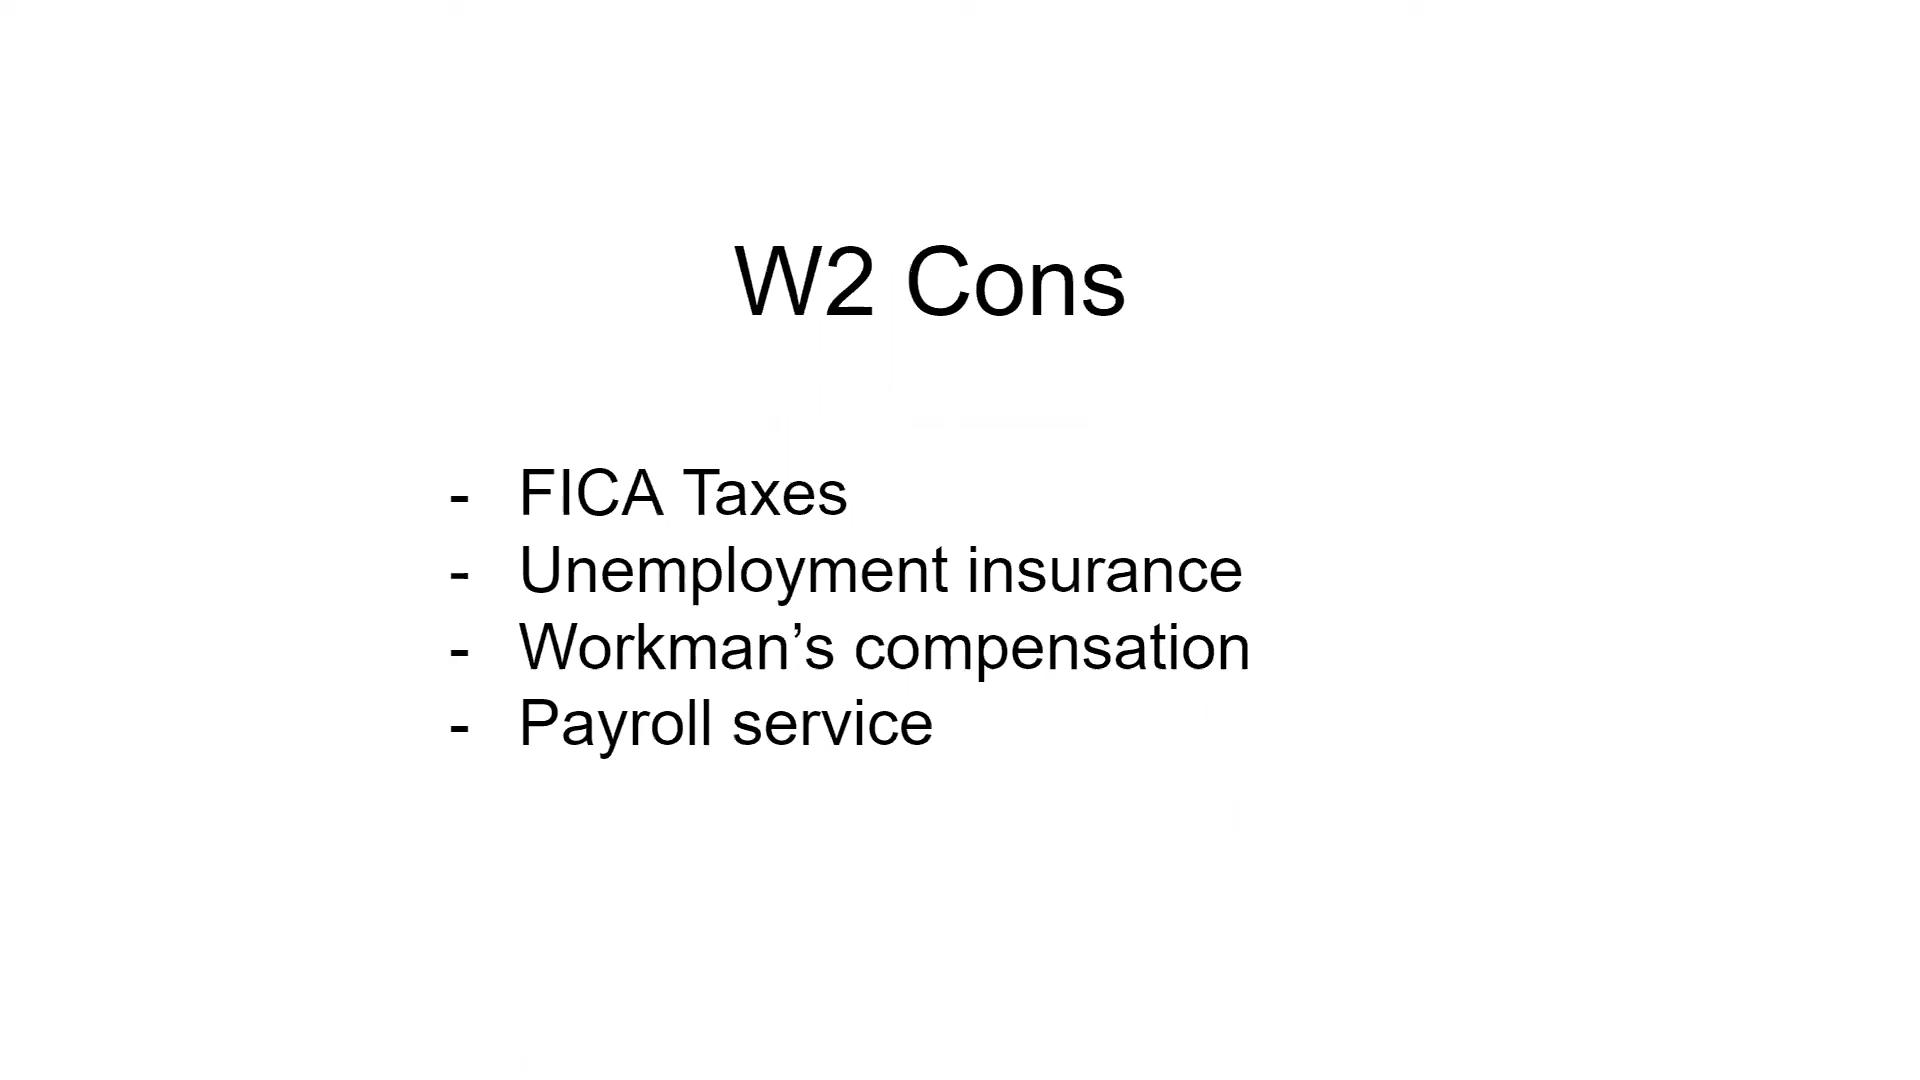 W2 Cons
- FICA Taxes
- Unemployment insurance
- Workman’s compensation
- Payroll service